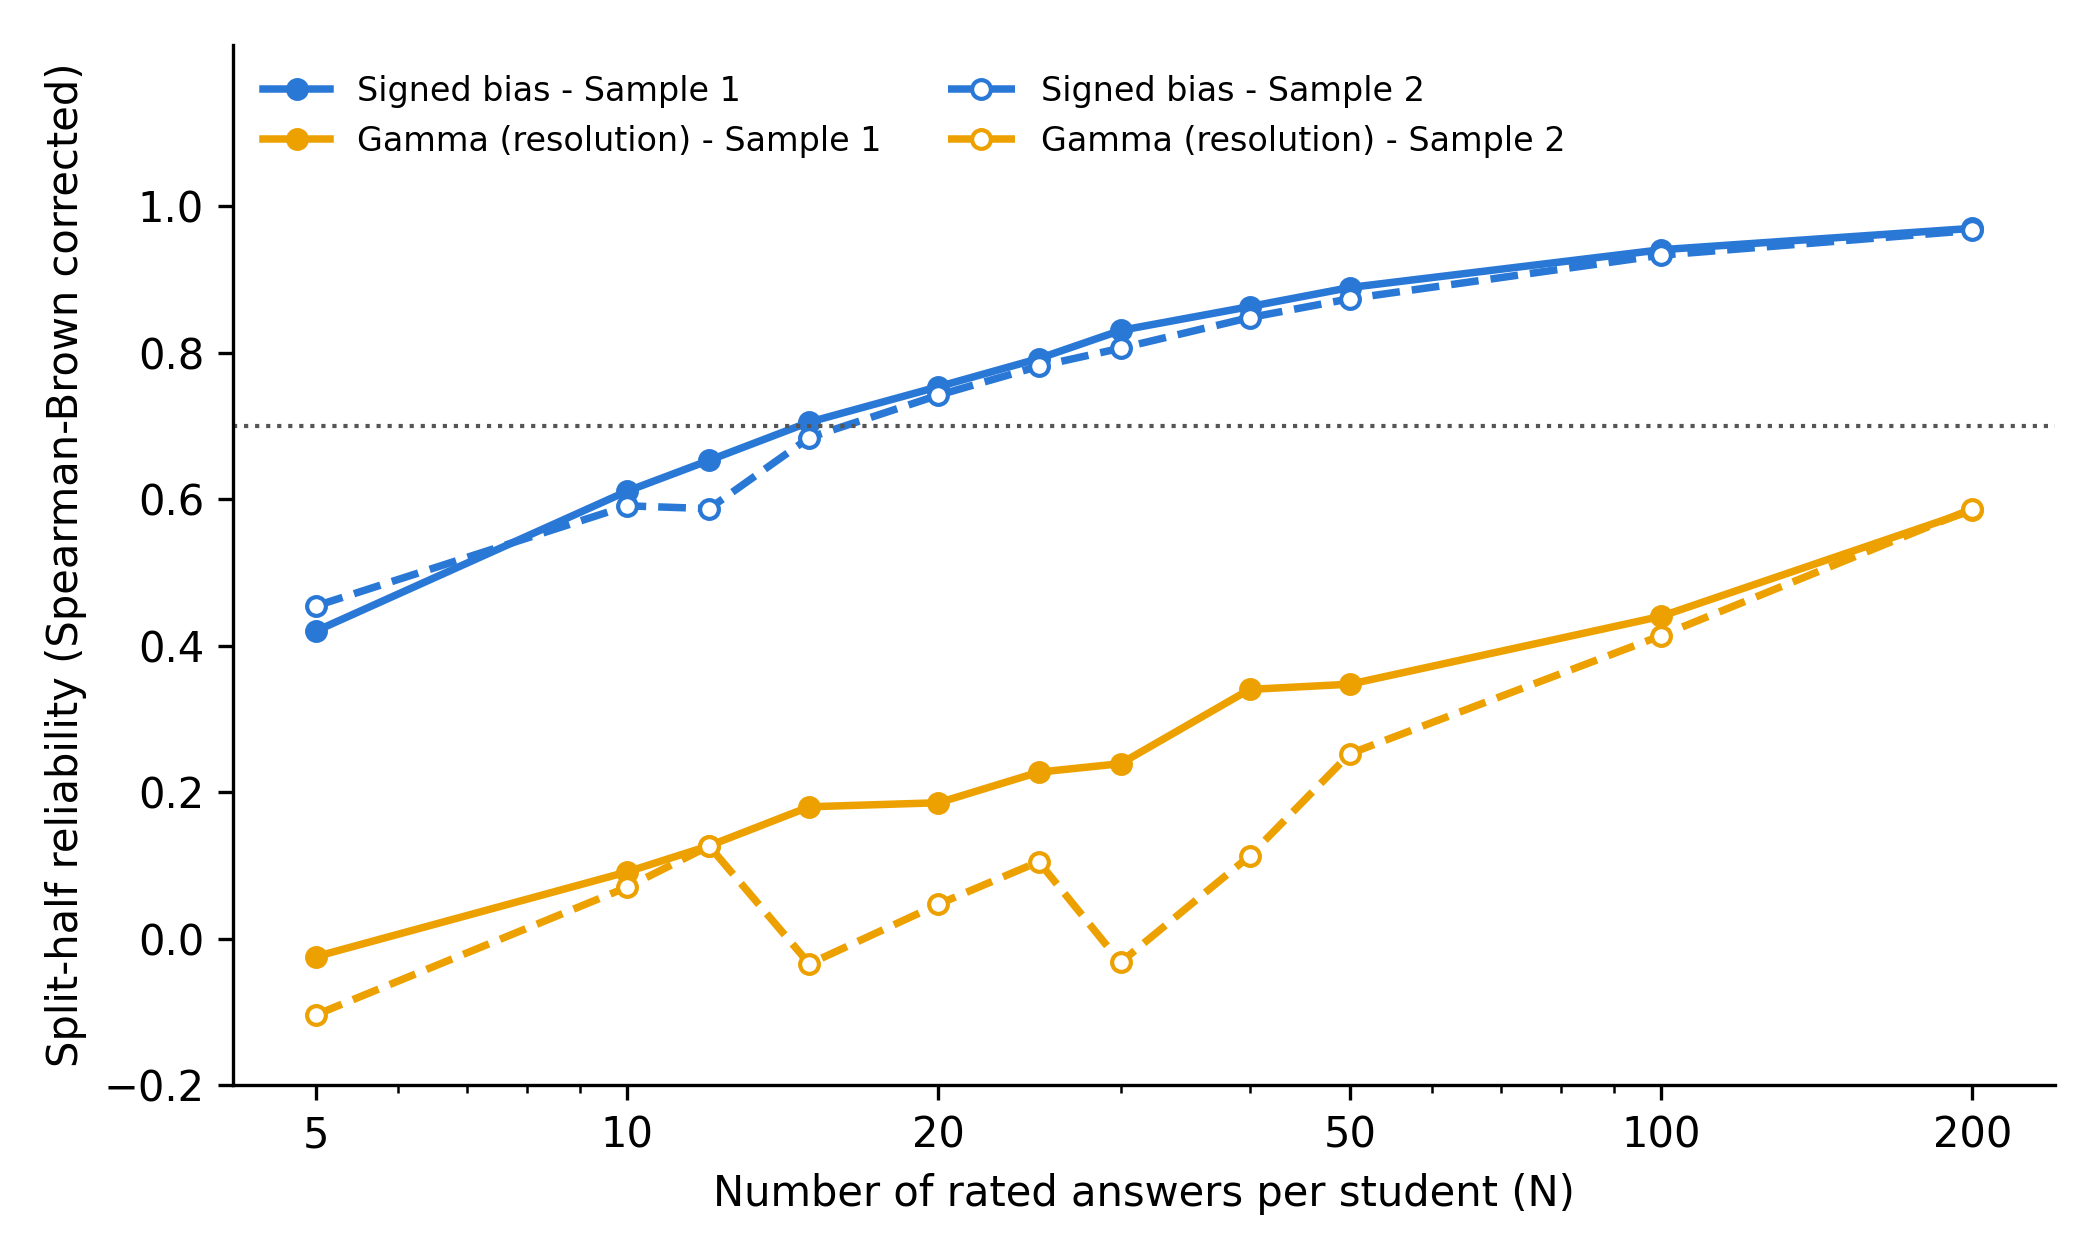 Signed bias - Sample 1
Gamma (resolution) - Sample 1
Signed bias - Sample 2
Gamma (resolution) - Sample 2
Split-half reliability (Spearman-Brown corrected)
1.0
0.8
0.6
0.4
0.2
0.0
−0.2
5 10 20 50 100 200
Number of rated answers per student (N)